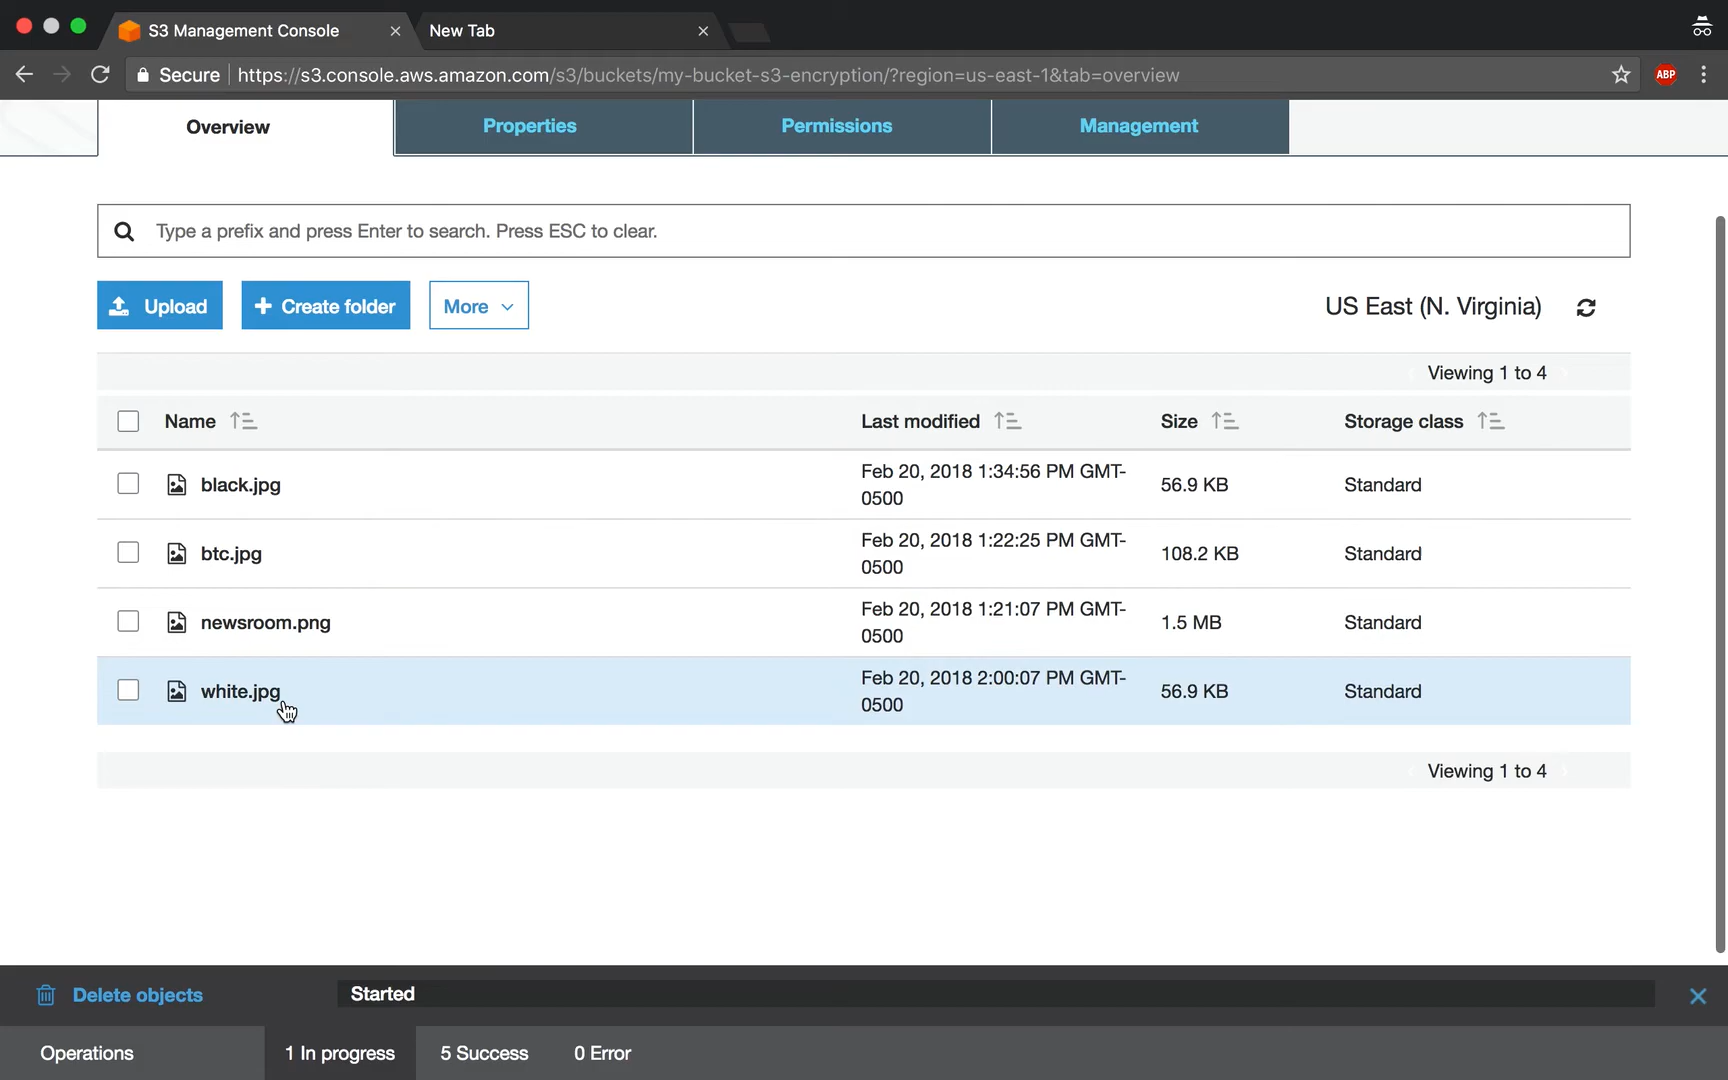 S3 Management Console
New Tab
Secure https://s3.console.aws.amazon.com/s3/buckets/my-bucket-s3-encryption/?region=us-east-1&tab=overview
ABP
Overview
Properties
Permissions
Management
Type a prefix and press Enter to search. Press ESC to clear.
Upload
Create folder
More
US East (N. Virginia)
Viewing 1 to 4
Name
Last modified
Size
Storage class
black.jpg
Feb 20, 2018 1:34:56 PM GMT-
0500
56.9 KB
Standard
btc.jpg
Feb 20, 2018 1:22:25 PM GMT-
0500
108.2 KB
Standard
newsroom.png
Feb 20, 2018 1:21:07 PM GMT-
0500
1.5 MB
Standard
white.jpg
Feb 20, 2018 2:00:07 PM GMT-
0500
56.9 KB
Standard
Viewing 1 to 4
Delete objects
Started
Operations
1 In progress
5 Success
0 Error